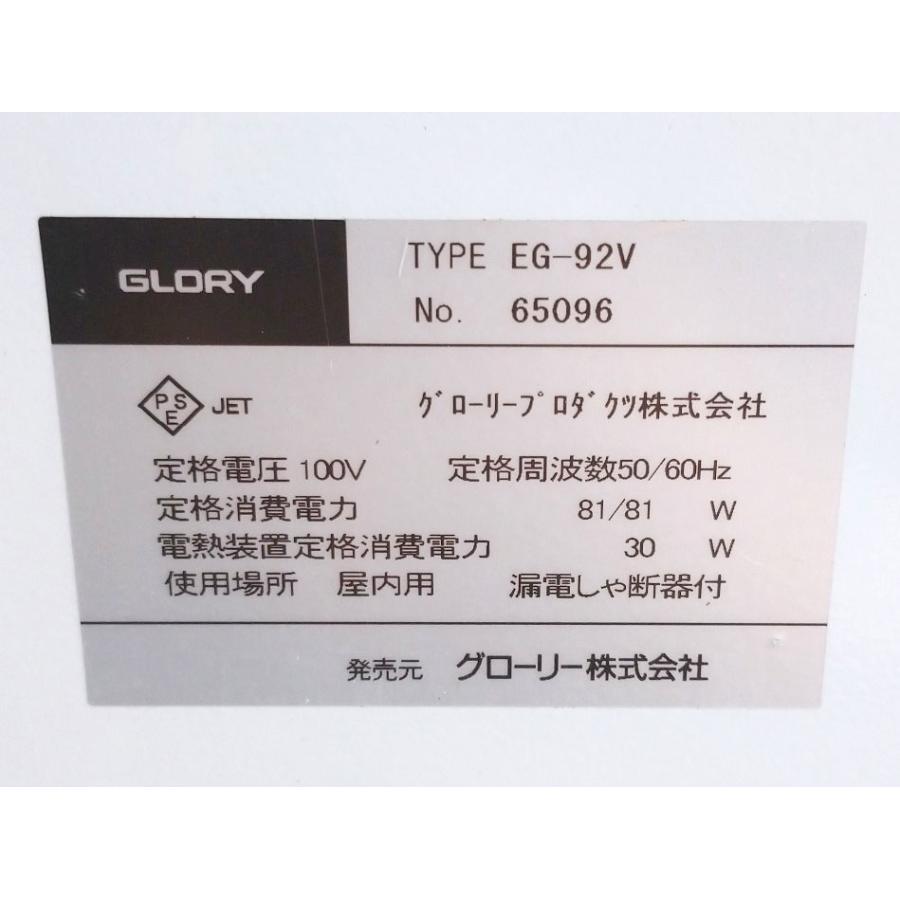 GLORY
TYPE EG-92V
No. 65096
PSE JET
ｸﾞﾛｰﾘｰﾌﾟﾛﾀﾞｸﾂ株式会社
定格電圧 100V 定格周波数50/60Hz
定格消費電力 81/81 W
電熱装置定格消費電力 30 W
使用場所 屋内用 漏電しゃ断器付
発売元 グローリー株式会社